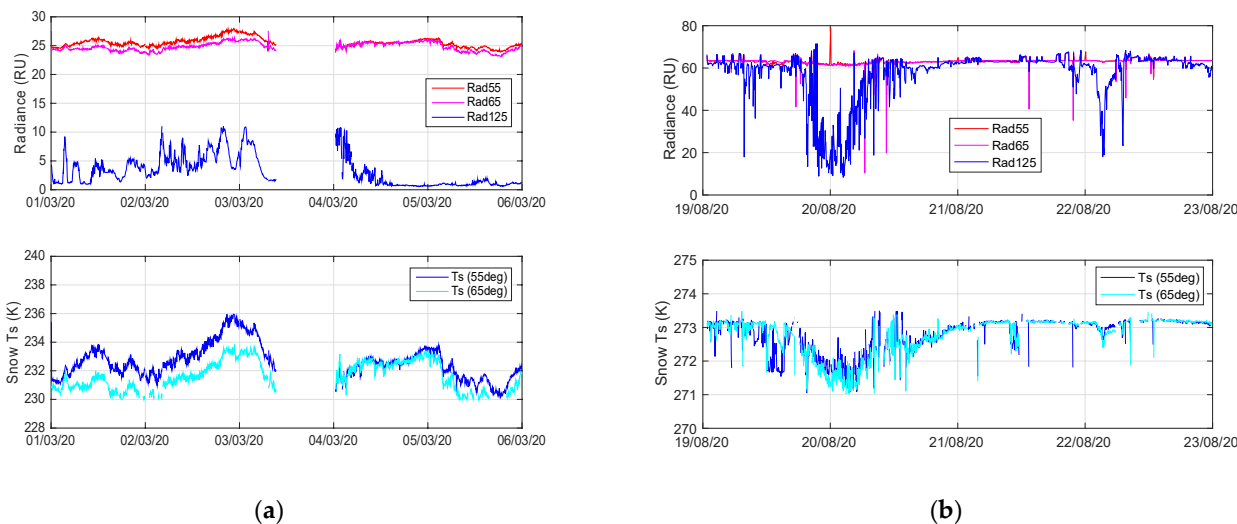 30
25
20
15
10
5
0
Radiance (RU)
Rad55
Rad65
Rad125
01/03/20 02/03/20 03/03/20 04/03/20 05/03/20 06/03/20
80
60
40
20
0
Radiance (RU)
Rad55
Rad65
Rad125
19/08/20 20/08/20 21/08/20 22/08/20 23/08/20
240
238
236
234
232
230
228
Snow Ts (K)
Ts (55deg)
Ts (65deg)
01/03/20 02/03/20 03/03/20 04/03/20 05/03/20 06/03/20
275
274
273
272
271
270
Snow Ts (K)
Ts (55deg)
Ts (65deg)
19/08/20 20/08/20 21/08/20 22/08/20 23/08/20
(a)
(b)